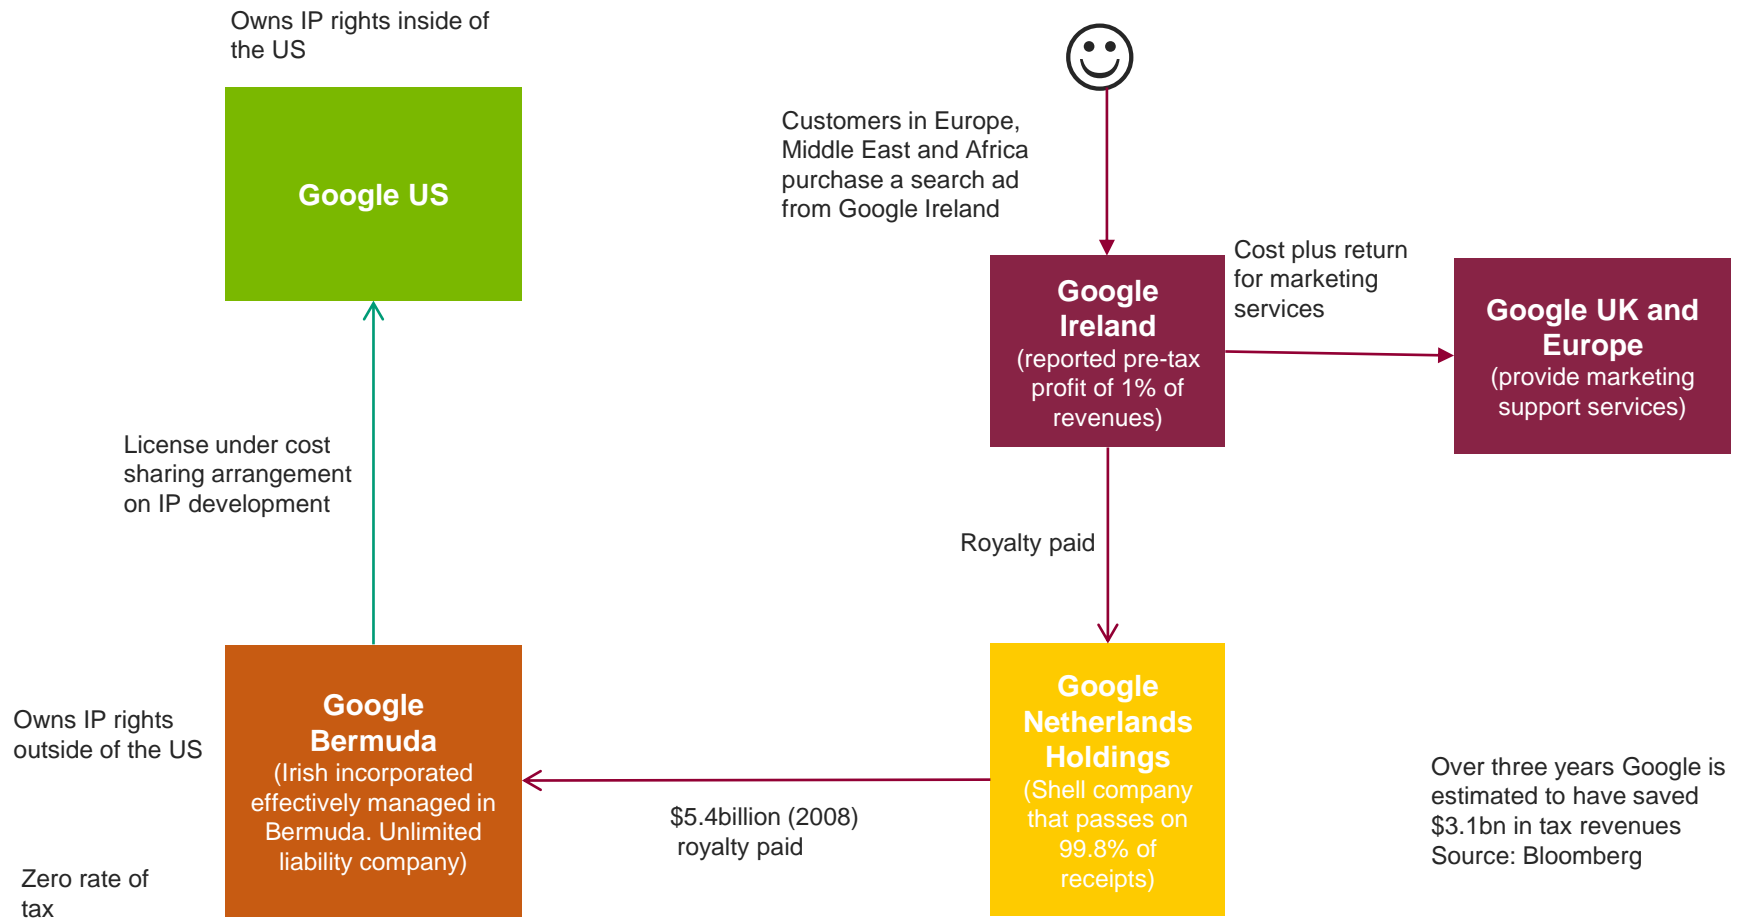 Owns IP rights inside of
the US
Google US
Customers in Europe,
Middle East and Africa
purchase a search ad
from Google Ireland
Google
Ireland
(reported pre-tax
profit of 1% of
revenues)
Cost plus return
for marketing
services
Google UK and
Europe
(provide marketing
support services)
License under cost
sharing arrangement
on IP development
Royalty paid
Owns IP rights
outside of the US
Zero rate of
tax
Google
Bermuda
(Irish incorporated
effectively managed in
Bermuda. Unlimited
liability company)
$5.4billion (2008)
royalty paid
Google
Netherlands
Holdings
(Shell company
that passes on
99.8% of
receipts)
Over three years Google is
estimated to have saved
$3.1bn in tax revenues
Source: Bloomberg